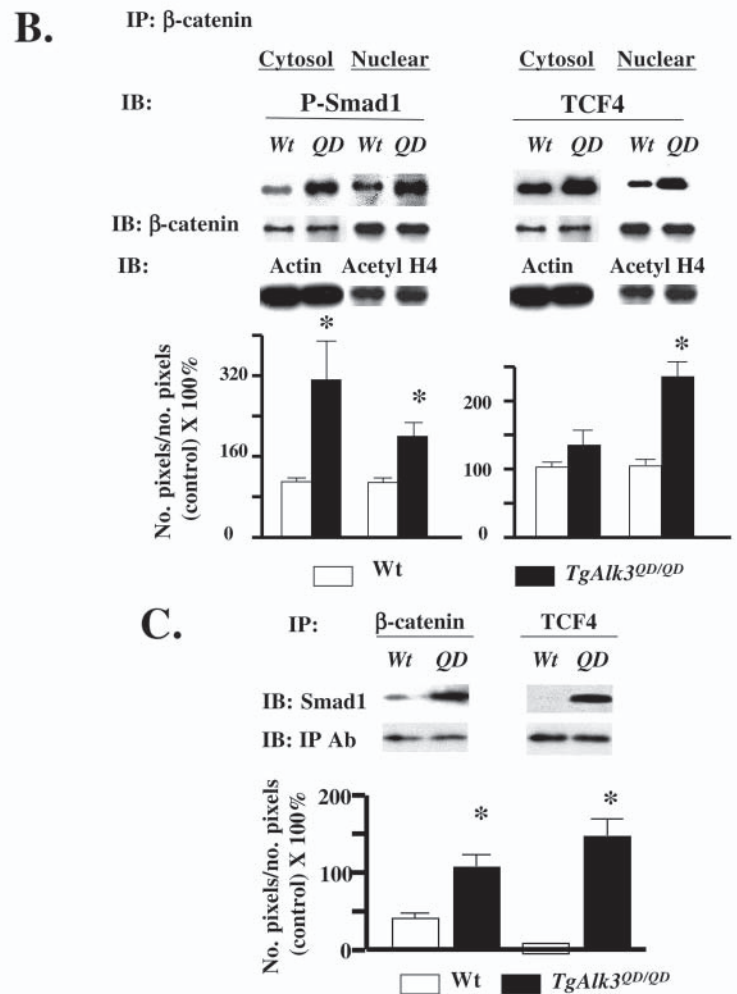 B.
IP: β-catenin
Cytosol Nuclear Cytosol Nuclear
IB: P-Smad1 TCF4
Wt QD Wt QD Wt QD Wt QD
IB: β-catenin
IB: Actin Acetyl H4 Actin Acetyl H4
* * *
No. pixels/no. pixels
(control) X 100%
320
160
0
200
100
0
Wt TgAlk3QD/QD
C.
IP: β-catenin TCF4
Wt QD Wt QD
IB: Smad1
IB: IP Ab
No. pixels/no. pixels
(control) X 100%
200
100
0
* *
Wt TgAlk3QD/QD